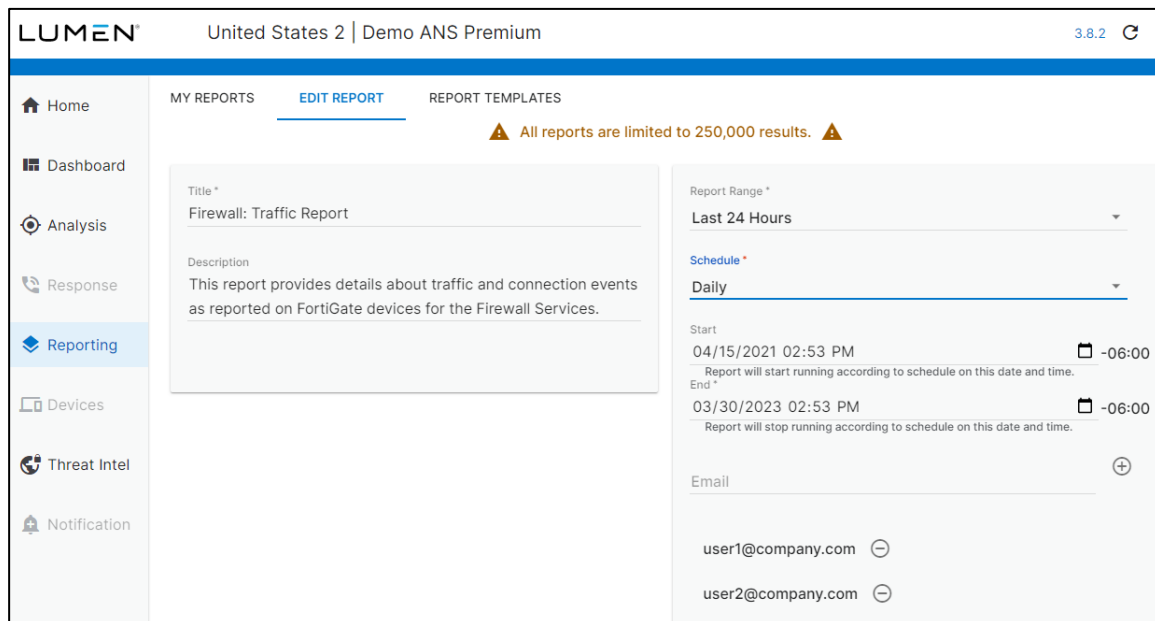 LUMEN®
United States 2 | Demo ANS Premium
3.8.2
Home
Dashboard
Analysis
Response
Reporting
Devices
Threat Intel
Notification
MY REPORTS
EDIT REPORT
REPORT TEMPLATES
All reports are limited to 250,000 results.
Title *
Firewall: Traffic Report
Description
This report provides details about traffic and connection events
as reported on FortiGate devices for the Firewall Services.
Report Range *
Last 24 Hours
Schedule *
Daily
Start
04/15/2021 02:53 PM
-06:00
Report will start running according to schedule on this date and time.
End *
03/30/2023 02:53 PM
-06:00
Report will stop running according to schedule on this date and time.
Email
user1@company.com
user2@company.com